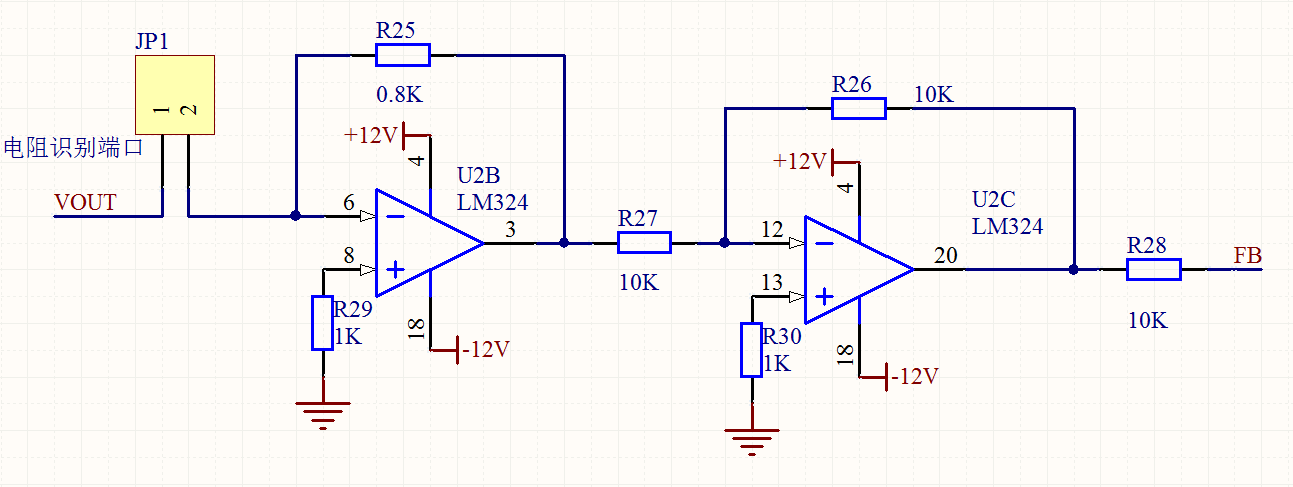 JP1
1
2
电阻识别端口
VOUT
R25
0.8K
+12V
4
U2B
LM324
6
8
3
R29
1K
18
-12V
R27
10K
R26
10K
+12V
4
U2C
LM324
12
13
20
R30
1K
18
-12V
R28
10K
FB